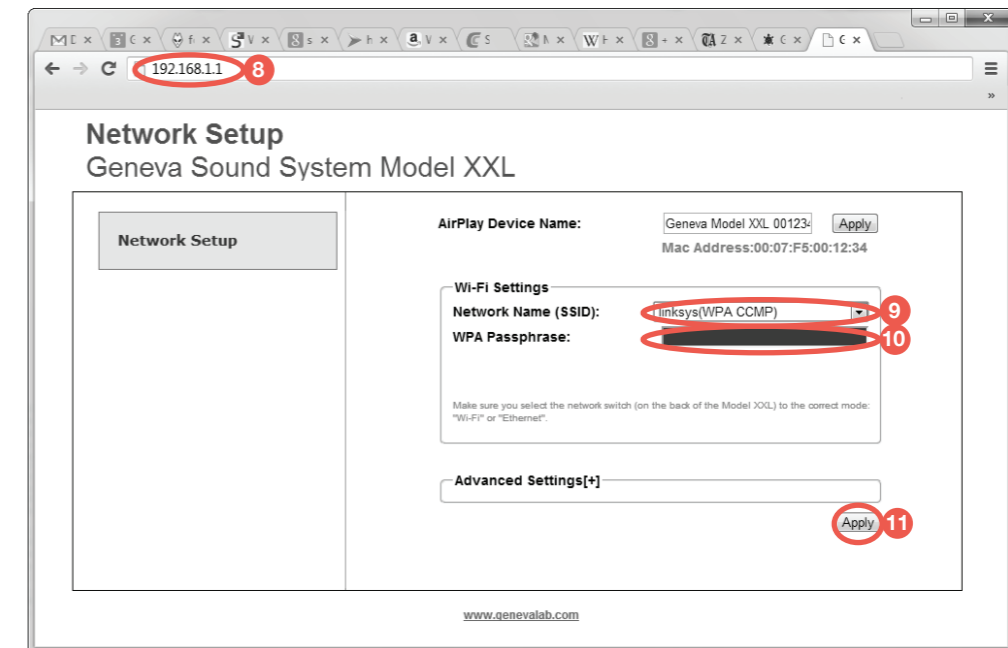 192.168.1.1 8
Network Setup
Geneva Sound System Model XXL
Network Setup
AirPlay Device Name: Geneva Model XXL 001234 Apply
Mac Address:00:07:F5:00:12:34
Wi-Fi Settings
Network Name (SSID): linksys(WPA CCMP) 9
WPA Passphrase: 10
Make sure you select the network switch (on the back of the Model XXL) to the correct mode:
"Wi-Fi" or "Ethernet".
Advanced Settings[+]
Apply 11
www.genevalab.com